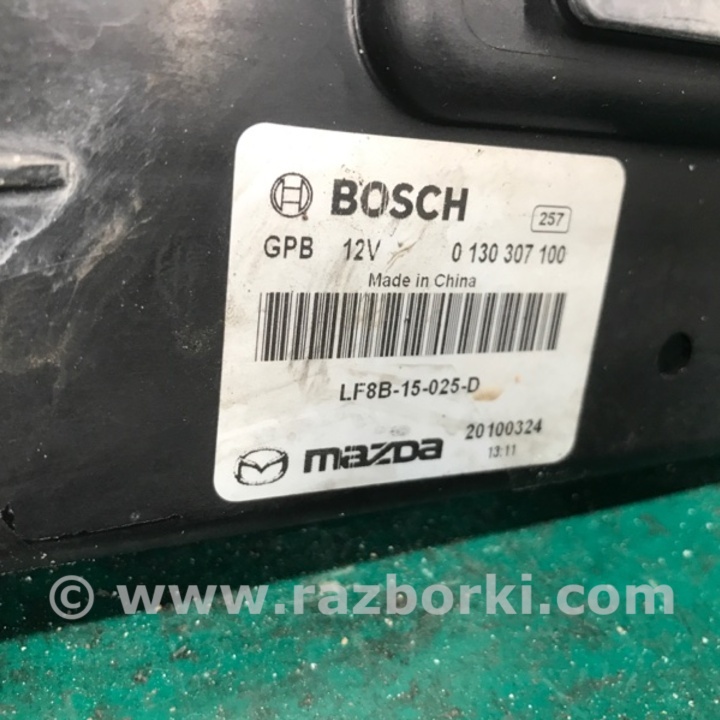 BOSCH
257
GPB 12V 0 130 307 100
Made in China
LF8B-15-025-D
mazda 20100324
13:11
© www.razborki.com